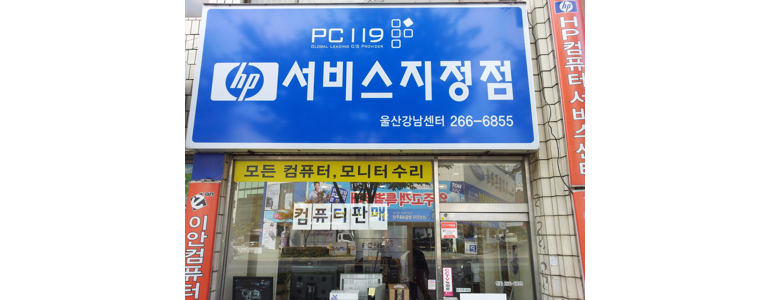 PC119
GLOBAL LEADING C/S PROVIDER
hp 서비스지정점
울산강남센터 266-6855
hp
HP컴퓨터서비스센터
모든 컴퓨터,모니터 수리
컴퓨터판매
이안컴퓨터